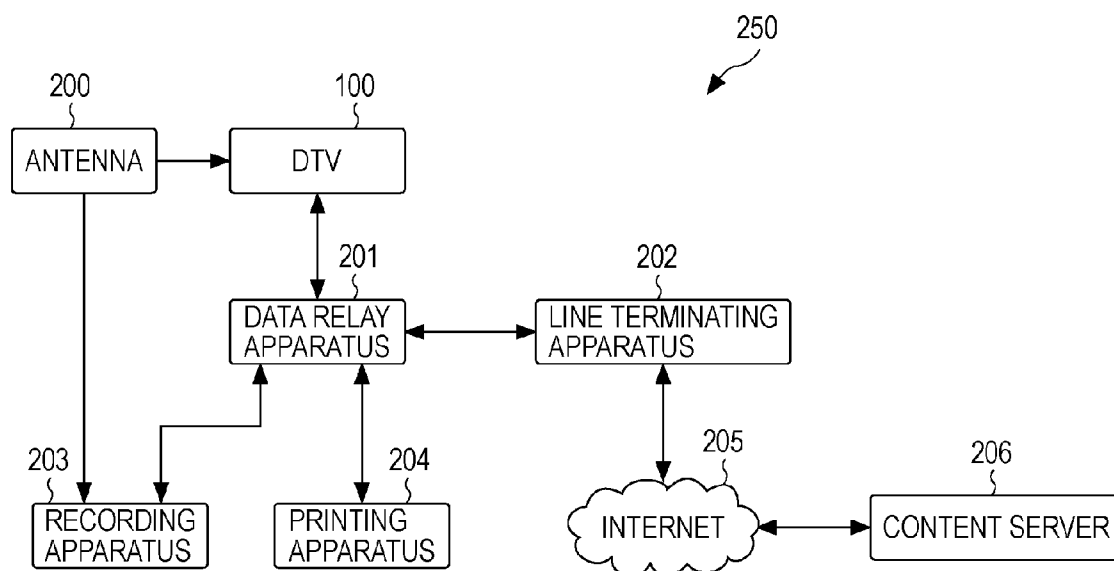 250
200
100
ANTENNA
DTV
201
202
DATA RELAY
APPARATUS
LINE TERMINATING
APPARATUS
203
204
205
206
RECORDING
APPARATUS
PRINTING
APPARATUS
INTERNET
CONTENT SERVER